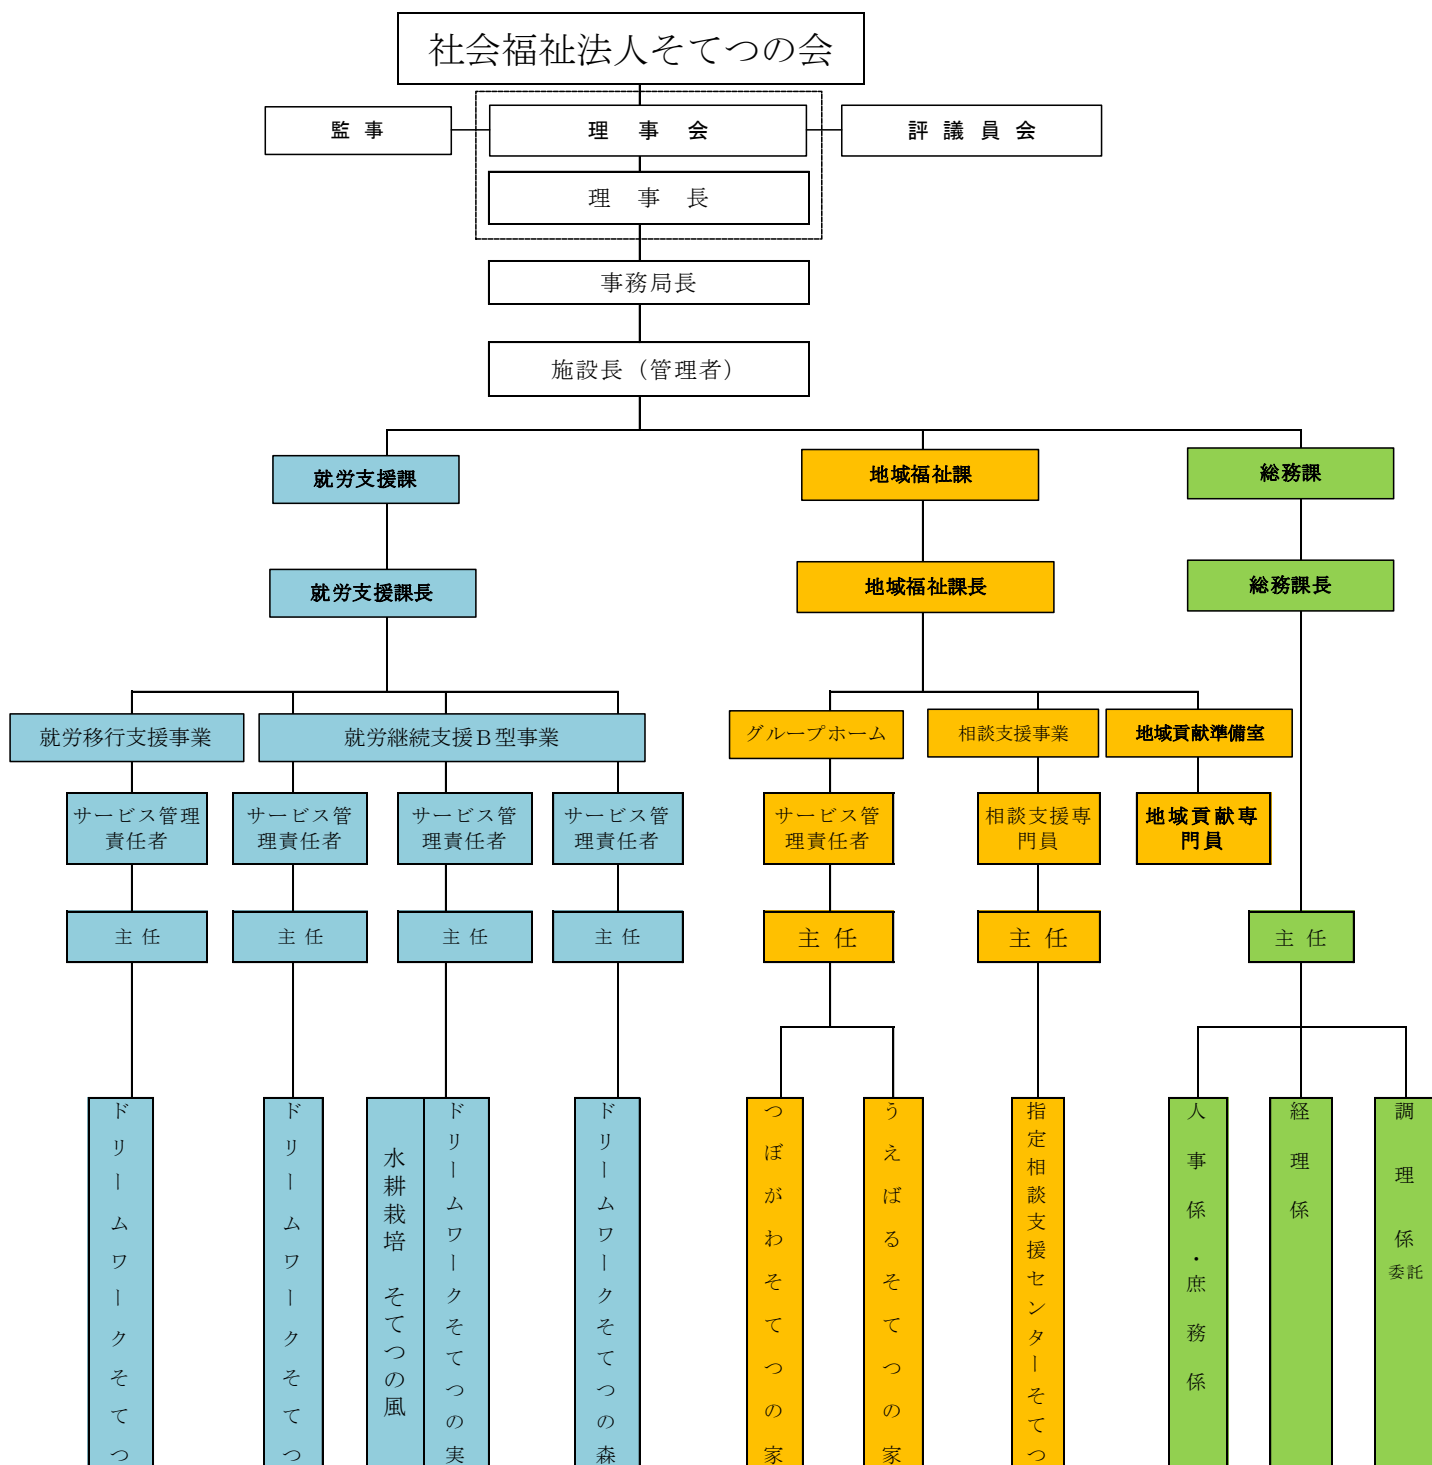 社会福祉法人そてつの会
監 事
理 事 会
評 議 員 会
理 事 長
事務局長
施設長（管理者）
就労支援課
地域福祉課
総務課
就労支援課長
地域福祉課長
総務課長
就労移行支援事業
就労継続支援Ｂ型事業
グループホーム
相談支援事業
地域貢献準備室
サービス管理
責任者
サービス管
理責任者
サービス管
理責任者
サービス管
理責任者
サービス管
理責任者
相談支援専
門員
地域貢献専
門員
主 任
主 任
主 任
主 任
主 任
主 任
主 任
ドリームワークそてつ
ドリームワークそてつ
水耕栽培　そてつの風
ドリームワークそてつの実
ドリームワークそてつの森
つぼがわそてつの家
うえばるそてつの家
指定相談支援センターそてつ
人事係・庶務係
経理係
調理係
委託